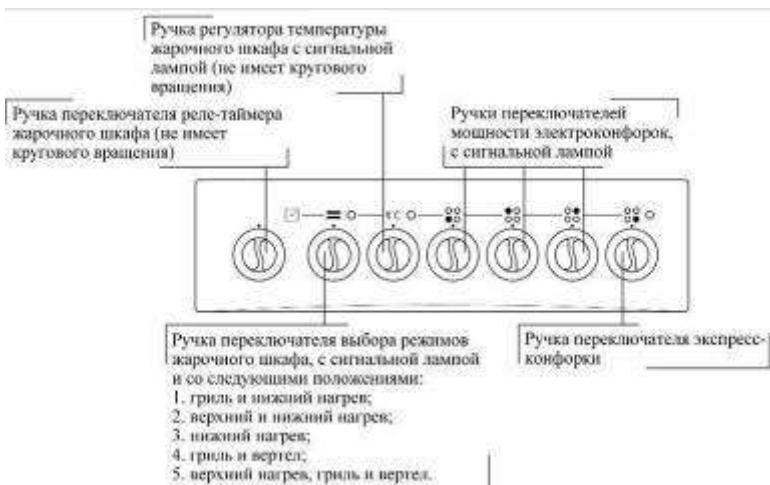 Ручка регулятора температуры
жарочного шкафа с сигнальной
лампой (не имеет кругового
вращения)
Ручка переключателя реле-таймера
жарочного шкафа (не имеет
кругового вращения)
Ручки переключателей
мощности электроконфорок,
с сигнальной лампой
Ручка переключателя выбора режимов
жарочного шкафа, с сигнальной лампой
и со следующими положениями:
1. гриль и нижний нагрев;
2. верхний и нижний нагрев;
3. нижний нагрев;
4. гриль и вертел;
5. верхний нагрев, гриль и вертел.
Ручка переключателя экспресс-
конфорки